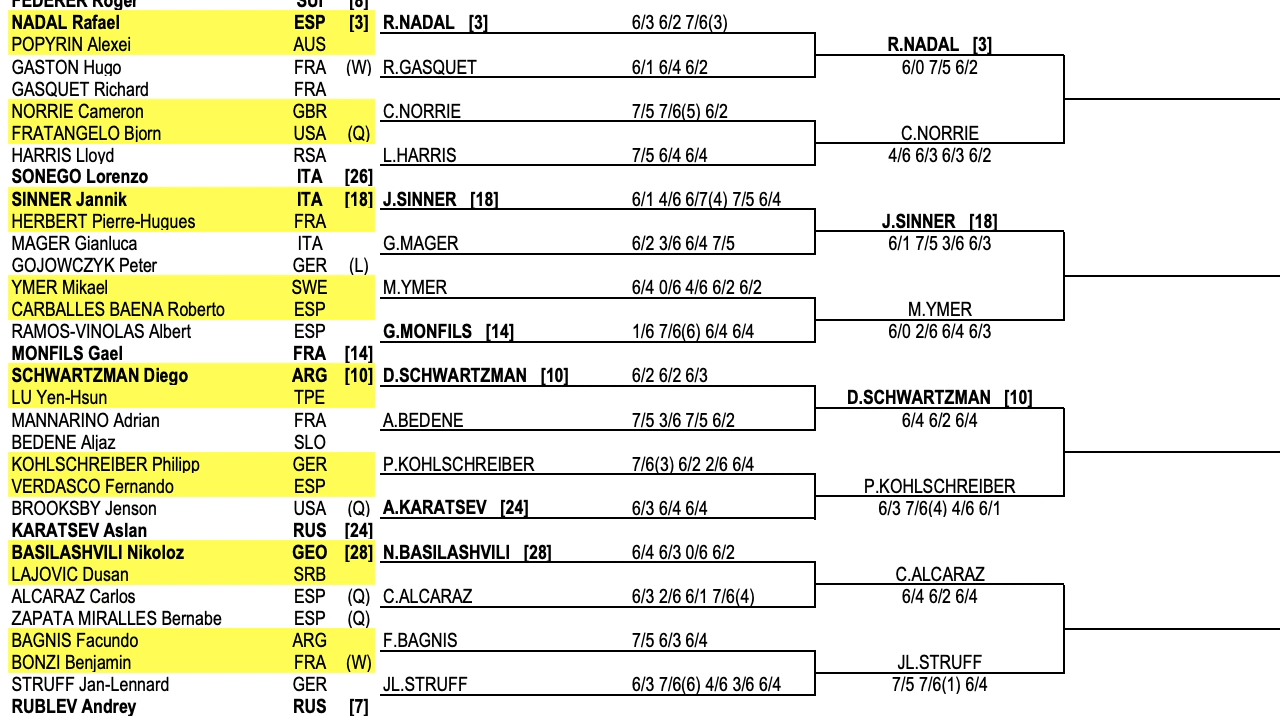 FEDERER Roger SUI [8]
NADAL Rafael ESP [3] R.NADAL [3] 6/3 6/2 7/6(3)
POPYRIN Alexei AUS R.NADAL [3]
GASTON Hugo FRA (W) R.GASQUET 6/1 6/4 6/2 6/0 7/5 6/2
GASQUET Richard FRA
NORRIE Cameron GBR C.NORRIE 7/5 7/6(5) 6/2
FRATANGELO Bjorn USA (Q) C.NORRIE
HARRIS Lloyd RSA L.HARRIS 7/5 6/4 6/4 4/6 6/3 6/3 6/2
SONEGO Lorenzo ITA [26]
SINNER Jannik ITA [18] J.SINNER [18] 6/1 4/6 6/7(4) 7/5 6/4
HERBERT Pierre-Hugues FRA J.SINNER [18]
MAGER Gianluca ITA G.MAGER 6/2 3/6 6/4 7/5 6/1 7/5 3/6 6/3
GOJOWCZYK Peter GER (L)
YMER Mikael SWE M.YMER 6/4 0/6 4/6 6/2 6/2
CARBALLES BAENA Roberto ESP M.YMER
RAMOS-VINOLAS Albert ESP G.MONFILS [14] 1/6 7/6(6) 6/4 6/4 6/0 2/6 6/4 6/3
MONFILS Gael FRA [14]
SCHWARTZMAN Diego ARG [10] D.SCHWARTZMAN [10] 6/2 6/2 6/3
LU Yen-Hsun TPE D.SCHWARTZMAN [10]
MANNARINO Adrian FRA A.BEDENE 7/5 3/6 7/5 6/2 6/4 6/2 6/4
BEDENE Aljaz SLO
KOHLSCHREIBER Philipp GER P.KOHLSCHREIBER 7/6(3) 6/2 2/6 6/4
VERDASCO Fernando ESP P.KOHLSCHREIBER
BROOKSBY Jenson USA (Q) A.KARATSEV [24] 6/3 6/4 6/4 6/3 7/6(4) 4/6 6/1
KARATSEV Aslan RUS [24]
BASILASHVILI Nikoloz GEO [28] N.BASILASHVILI [28] 6/4 6/3 0/6 6/2
LAJOVIC Dusan SRB C.ALCARAZ
ALCARAZ Carlos ESP (Q) C.ALCARAZ 6/3 2/6 6/1 7/6(4) 6/4 6/2 6/4
ZAPATA MIRALLES Bernabe ESP (Q)
BAGNIS Facundo ARG F.BAGNIS 7/5 6/3 6/4
BONZI Benjamin FRA (W) JL.STRUFF
STRUFF Jan-Lennard GER JL.STRUFF 6/3 7/6(6) 4/6 3/6 6/4 7/5 7/6(1) 6/4
RUBLEV Andrey RUS [7]